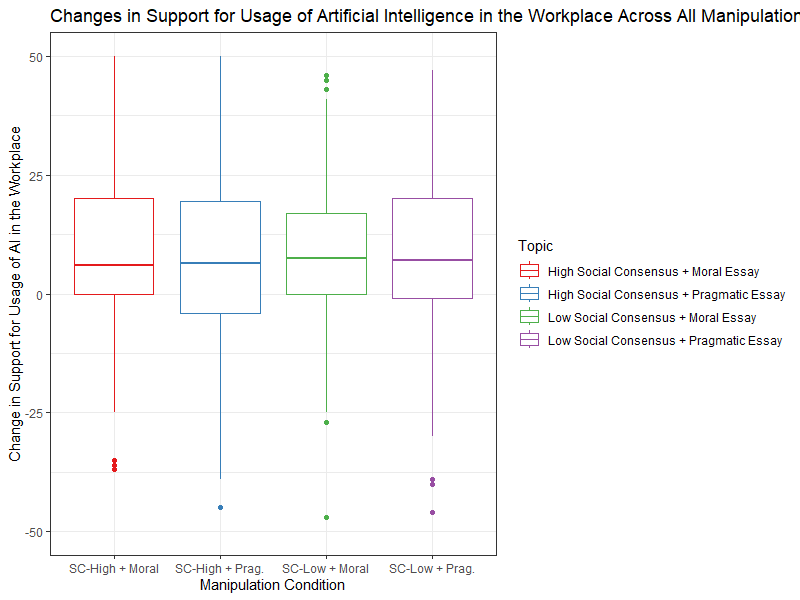 Changes in Support for Usage of Artificial Intelligence in the Workplace Across All Manipulation
Change in Support for Usage of AI in the Workplace
50
25
0
-25
-50
SC-High + Moral
SC-High + Prag.
SC-Low + Moral
SC-Low + Prag.
Manipulation Condition
Topic
High Social Consensus + Moral Essay
High Social Consensus + Pragmatic Essay
Low Social Consensus + Moral Essay
Low Social Consensus + Pragmatic Essay